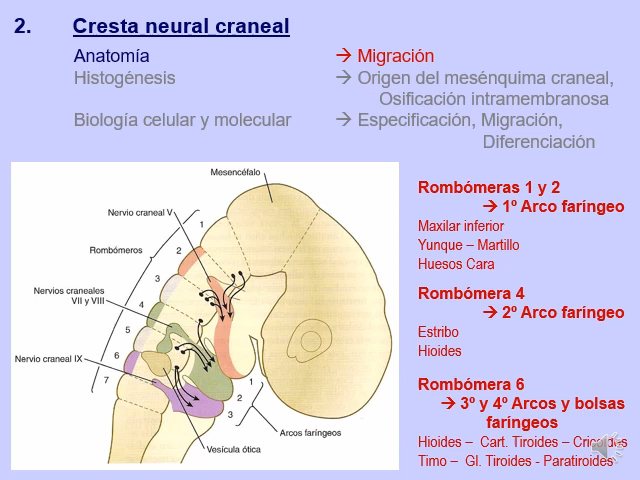 2. Cresta neural craneal
Anatomía → Migración
Histogénesis → Origen del mesénquima craneal,
Osificación intramembranosa
Biología celular y molecular → Especificación, Migración,
Diferenciación
Mesencéfalo
Nervio craneal V
Rombómeros
Nervios craneales
VII y VIII
Nervio craneal IX
1
2
3
4
5
6
7
1
2
3
Arcos faríngeos
Vesícula ótica
Rombómeras 1 y 2
→ 1º Arco faríngeo
Maxilar inferior
Yunque – Martillo
Huesos Cara
Rombómera 4
→ 2º Arco faríngeo
Estribo
Hioides
Rombómera 6
→ 3º y 4º Arcos y bolsas
faríngeos
Hioides – Cart. Tiroides – Cricoides
Timo – Gl. Tiroides - Paratiroides